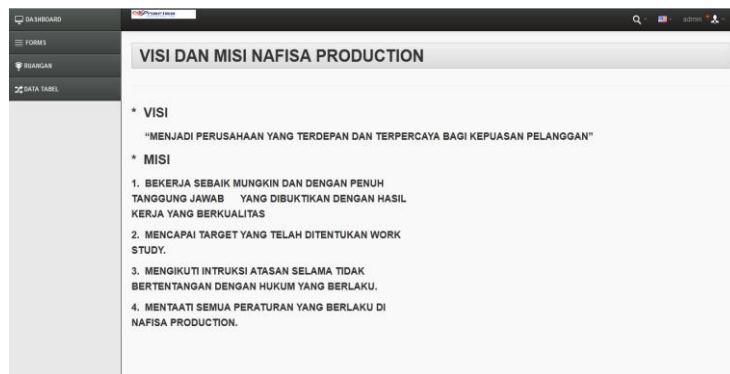 DASHBOARD
FORMS
RUANGAN
DATA TABEL
admin
VISI DAN MISI NAFISA PRODUCTION
* VISI
“MENJADI PERUSAHAAN YANG TERDEPAN DAN TERPERCAYA BAGI KEPUASAN PELANGGAN”
* MISI
1. BEKERJA SEBAIK MUNGKIN DAN DENGAN PENUH
TANGGUNG JAWAB YANG DIBUKTIKAN DENGAN HASIL
KERJA YANG BERKUALITAS
2. MENCAPAI TARGET YANG TELAH DITENTUKAN WORK
STUDY.
3. MENGIKUTI INTRUKSI ATASAN SELAMA TIDAK
BERTENTANGAN DENGAN HUKUM YANG BERLAKU.
4. MENTAATI SEMUA PERATURAN YANG BERLAKU DI
NAFISA PRODUCTION.